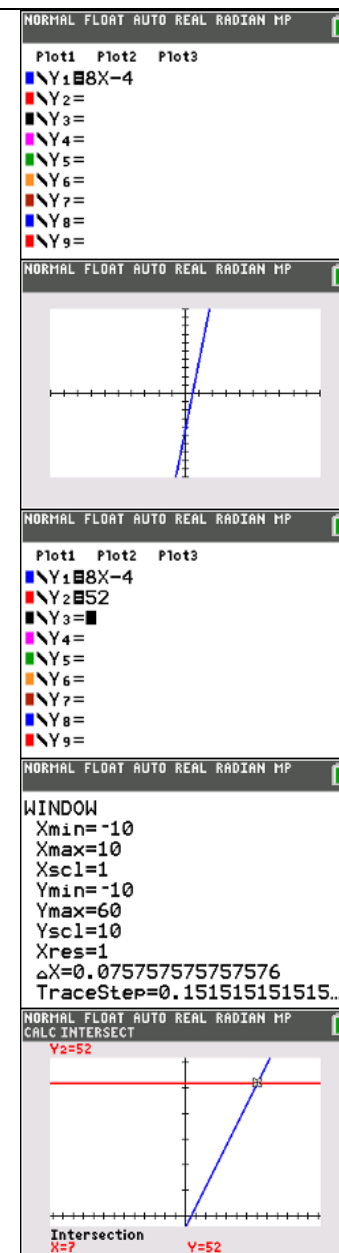 NORMAL FLOAT AUTO REAL RADIAN MP
Plot1 Plot2 Plot3
\Y1=8X-4
\Y2=
\Y3=
\Y4=
\Y5=
\Y6=
\Y7=
\Y8=
\Y9=
NORMAL FLOAT AUTO REAL RADIAN MP
NORMAL FLOAT AUTO REAL RADIAN MP
Plot1 Plot2 Plot3
\Y1=8X-4
\Y2=52
\Y3=
\Y4=
\Y5=
\Y6=
\Y7=
\Y8=
\Y9=
NORMAL FLOAT AUTO REAL RADIAN MP
WINDOW
Xmin=-10
Xmax=10
Xscl=1
Ymin=-10
Ymax=60
Yscl=10
Xres=1
△X=0.075757575757576
TraceStep=0.151515151515…
NORMAL FLOAT AUTO REAL RADIAN MP
CALC INTERSECT
Y2=52
Intersection
X=7 Y=52